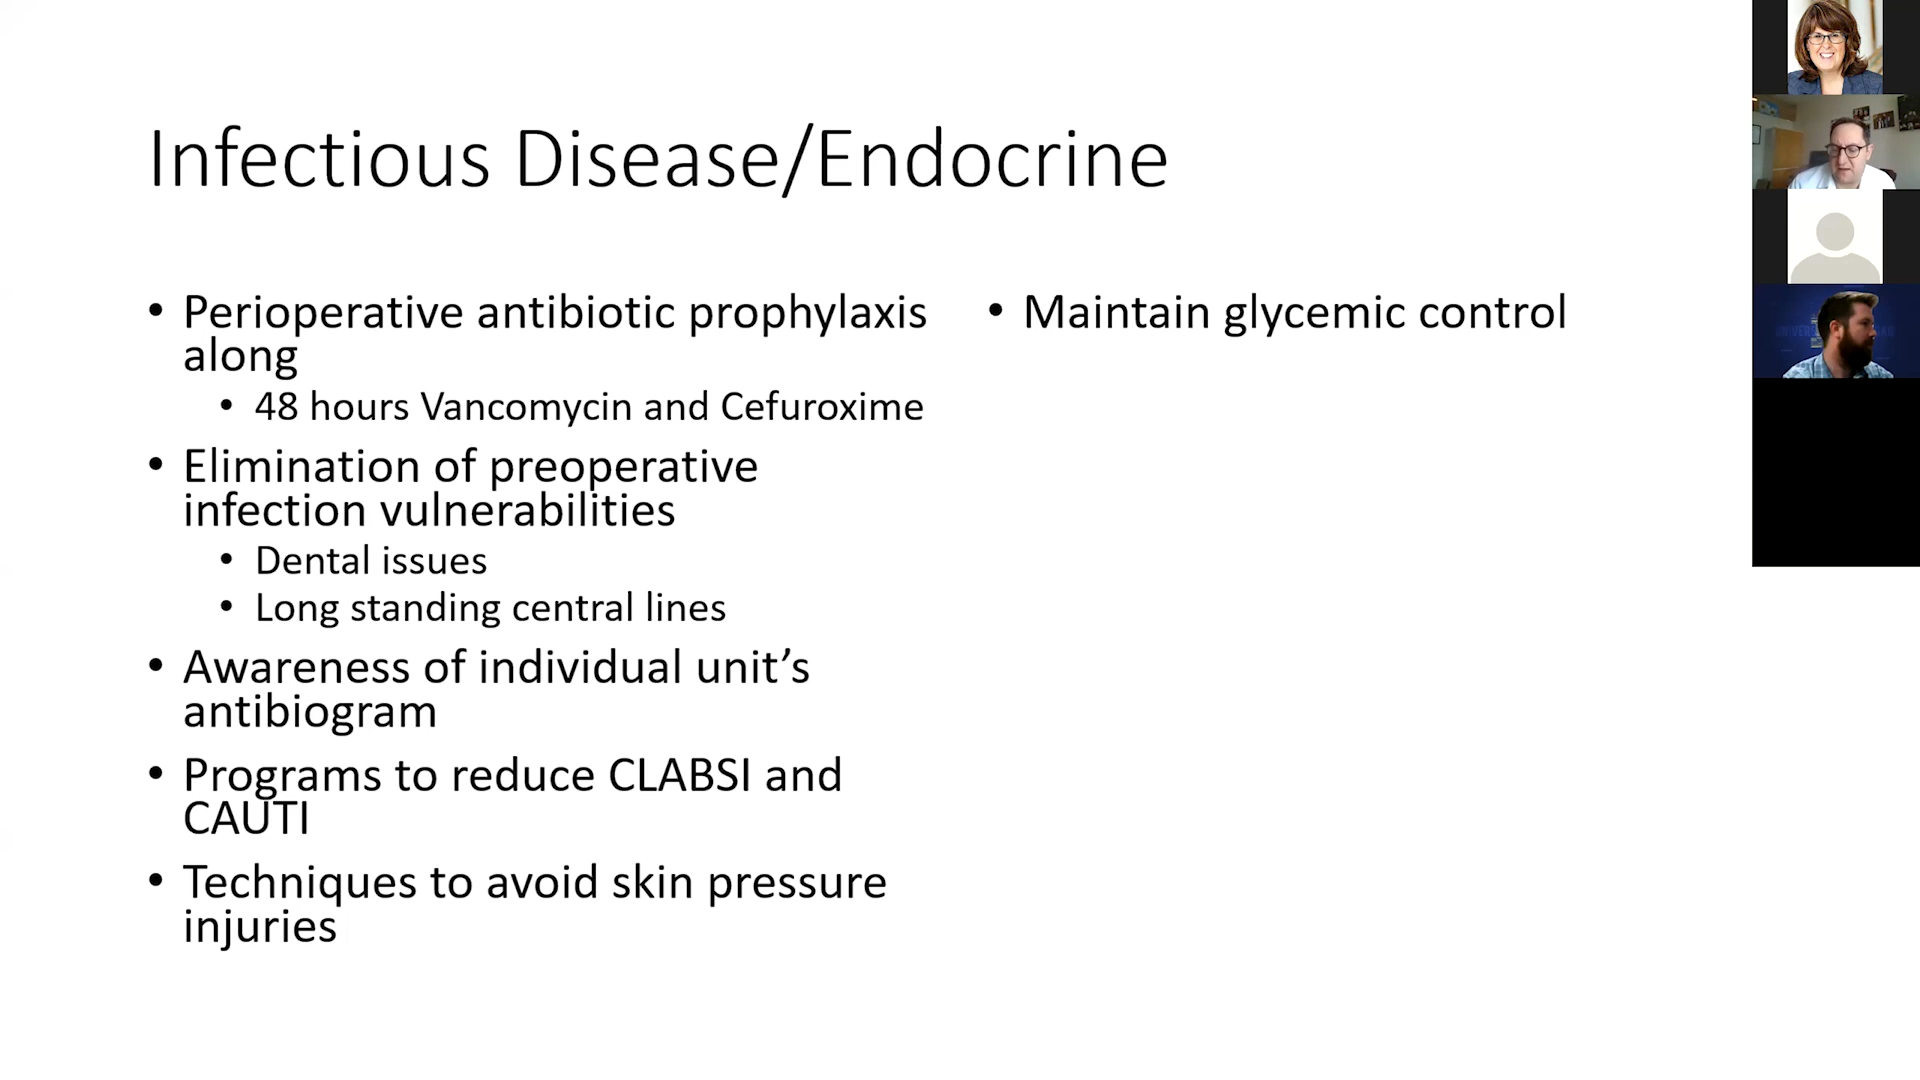 Infectious Disease/Endocrine
• Perioperative antibiotic prophylaxis
along
• 48 hours Vancomycin and Cefuroxime
• Elimination of preoperative
infection vulnerabilities
• Dental issues
• Long standing central lines
• Awareness of individual unit’s
antibiogram
• Programs to reduce CLABSI and
CAUTI
• Techniques to avoid skin pressure
injuries
• Maintain glycemic control